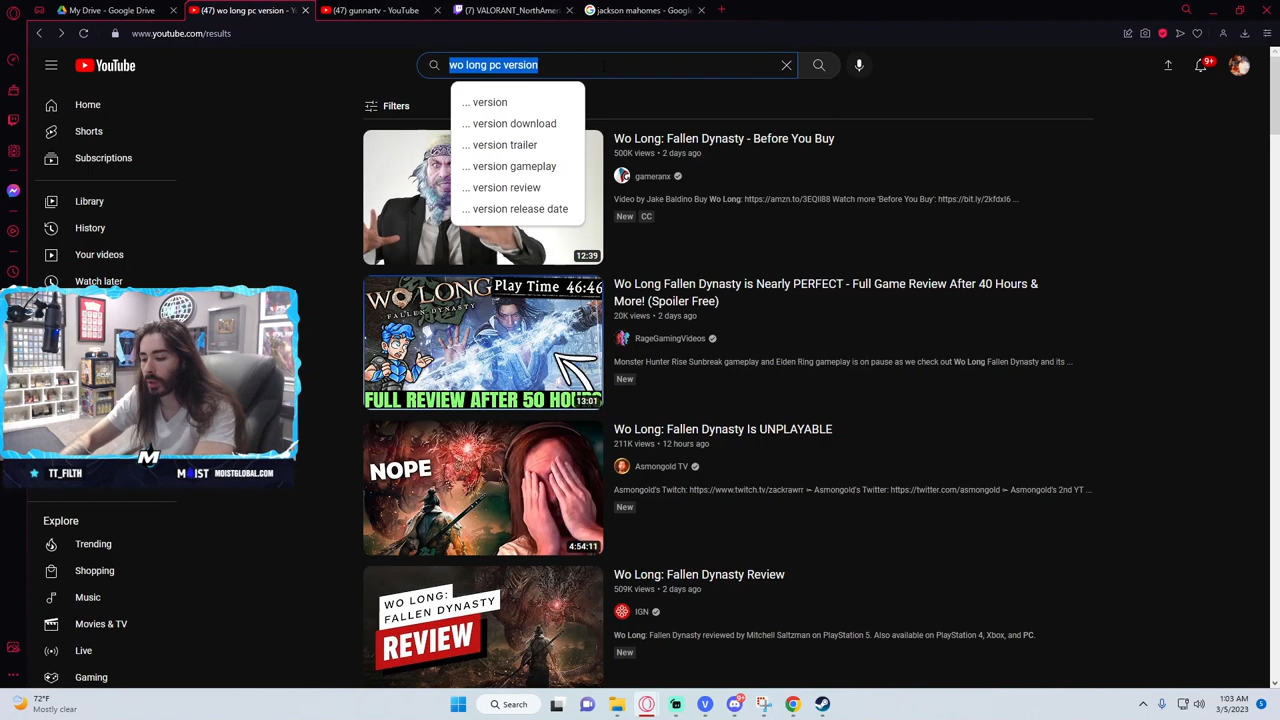 My Drive - Google Drive
(47) wo long pc version - Y
(47) gunnartv - YouTube
VALORANT_NorthAmer
jackson mahomes - Googl
www.youtube.com/results
YouTube
wo long pc version
9+
Home
Shorts
Subscriptions
Library
History
Your videos
Watch later
Filters
... version
... version download
... version trailer
... version gameplay
... version review
... version release date
12:39
Wo Long: Fallen Dynasty - Before You Buy
500K views • 2 days ago
gameranx
Video by Jake Baldino Buy Wo Long: https://amzn.to/3EQII88 Watch more 'Before You Buy': https://bit.ly/2kfdxI6 ...
New CC
WO LONG
FALLEN DYNASTY
Play Time 46:46
FULL REVIEW AFTER 50 HOURS
13:01
Wo Long Fallen Dynasty is Nearly PERFECT - Full Game Review After 40 Hours &
More! (Spoiler Free)
20K views • 2 days ago
RageGamingVideos
Monster Hunter Rise Sunbreak gameplay and Elden Ring gameplay is on pause as we check out Wo Long Fallen Dynasty and its ...
New
NOPE
4:54:11
Wo Long: Fallen Dynasty Is UNPLAYABLE
211K views • 12 hours ago
Asmongold TV
Asmongold's Twitch: https://www.twitch.tv/zackrawrr ➣ Asmongold's Twitter: https://twitter.com/asmongold ➣ Asmongold's 2nd YT ...
New
WO LONG:
FALLEN DYNASTY
REVIEW
Wo Long: Fallen Dynasty Review
509K views • 2 days ago
IGN
Wo Long: Fallen Dynasty reviewed by Mitchell Saltzman on PlayStation 5. Also available on PlayStation 4, Xbox, and PC.
New
TT_FILTH
MOIST MOISTGLOBAL.COM
Explore
Trending
Shopping
Music
Movies & TV
Live
Gaming
72°F
Mostly clear
Search
1:03 AM
3/5/2023